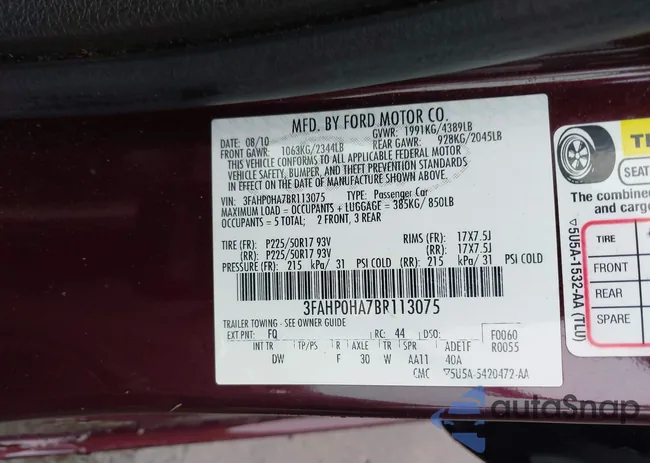 MFD. BY FORD MOTOR CO.
DATE: 08/10 GVWR: 1991KG/4389LB
FRONT GAWR: 1063KG/2344LB REAR GAWR: 928KG/2045LB
THIS VEHICLE CONFORMS TO ALL APPLICABLE FEDERAL MOTOR
VEHICLE SAFETY, BUMPER, AND THEFT PREVENTION STANDARDS
IN EFFECT ON THE DATE OF MANUFACTURE SHOWN ABOVE.
VIN: 3FAHP0HA7BR113075 TYPE: Passenger Car
MAXIMUM LOAD = OCCUPANTS + LUGGAGE = 385KG/850LB
OCCUPANTS = 5 TOTAL; 2 FRONT, 3 REAR
TIRE (FR): P225/50R17 93V RIMS (FR): 17X7.5J
(RR): P225/50R17 93V (RR): 17X7.5J
PRESSURE (FR): 215 kPa/ 31 PSI COLD (RR): 215 kPa/ 31 PSI COLD
3FAHP0HA7BR113075
TRAILER TOWING - SEE OWNER GUIDE
EXT PNT: FQ RC: 44 DSO: F0060
R0055
INT TR TP/PS R AXLE TR SPR ADETF
DW F 30 W AA11 40A
CMC ▽5U5A-5420472-AA
SEAT
The combined
and cargo
TIRE
FRONT
REAR
SPARE
▽5U5A-1532-AA (TLU)
autoSnap